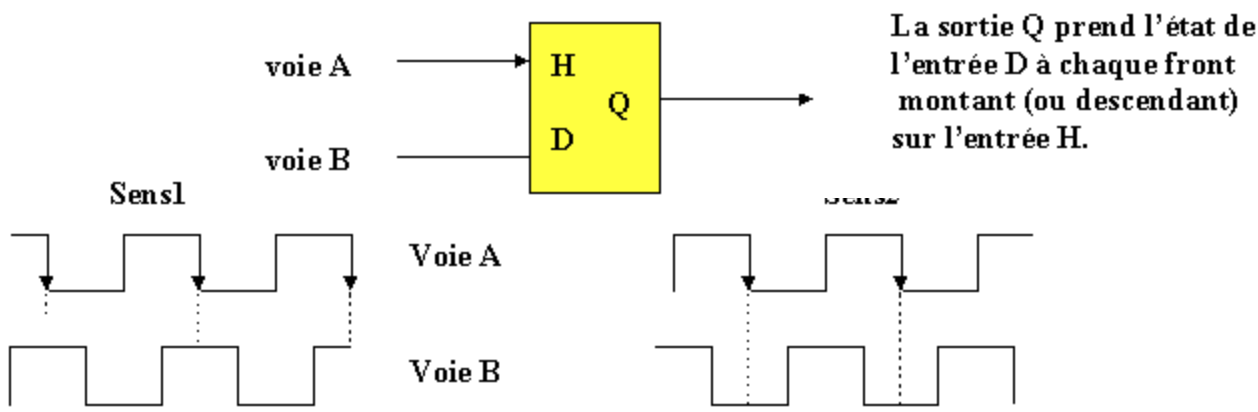 La sortie Q prend l'état de
l'entrée D à chaque front
montant (ou descendant)
sur l'entrée H.
voie A
H
Q
D
voie B
Sens1
Voie A
Voie B